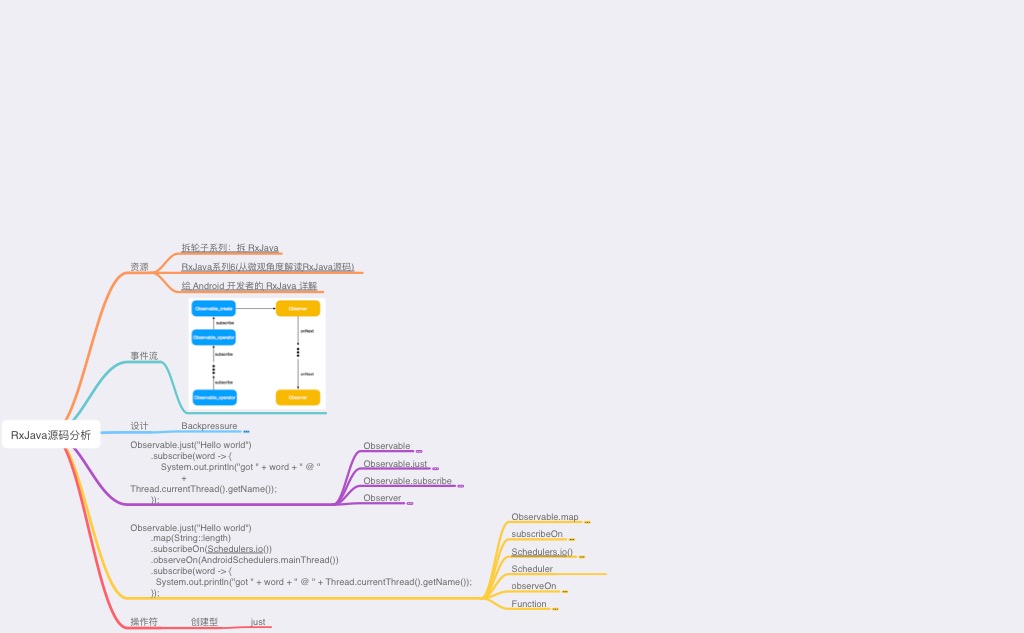 拆轮子系列：拆 RxJava
资源
RxJava系列6(从微观角度解读RxJava源码)
给 Android 开发者的 RxJava 详解
Observable_create
Observer
subscribe
onNext
Observable_operator
subscribe
事件流
onNext
subscribe
Observable_operator
Observer
设计
Backpressure
RxJava源码分析
Observable.just("Hello world")
.subscribe(word -> {
System.out.println("got " + word + " @ "
+
Thread.currentThread().getName());
});
Observable
Observable.just
Observable.subscribe
Observer
Observable.just("Hello world")
.map(String::length)
.subscribeOn(Schedulers.io())
.observeOn(AndroidSchedulers.mainThread())
.subscribe(word -> {
System.out.println("got " + word + " @ " + Thread.currentThread().getName());
});
Observable.map
subscribeOn
Schedulers.io()
Scheduler
observeOn
Function
操作符
创建型
just